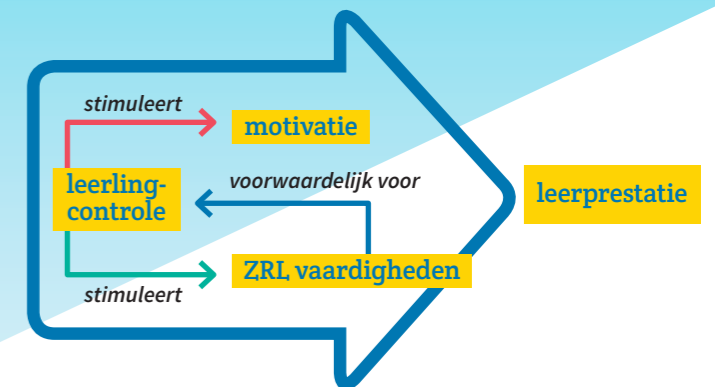 stimuleert
motivatie
leerling-
controle
voorwaardelijk voor
leerprestatie
ZRL vaardigheden
stimuleert